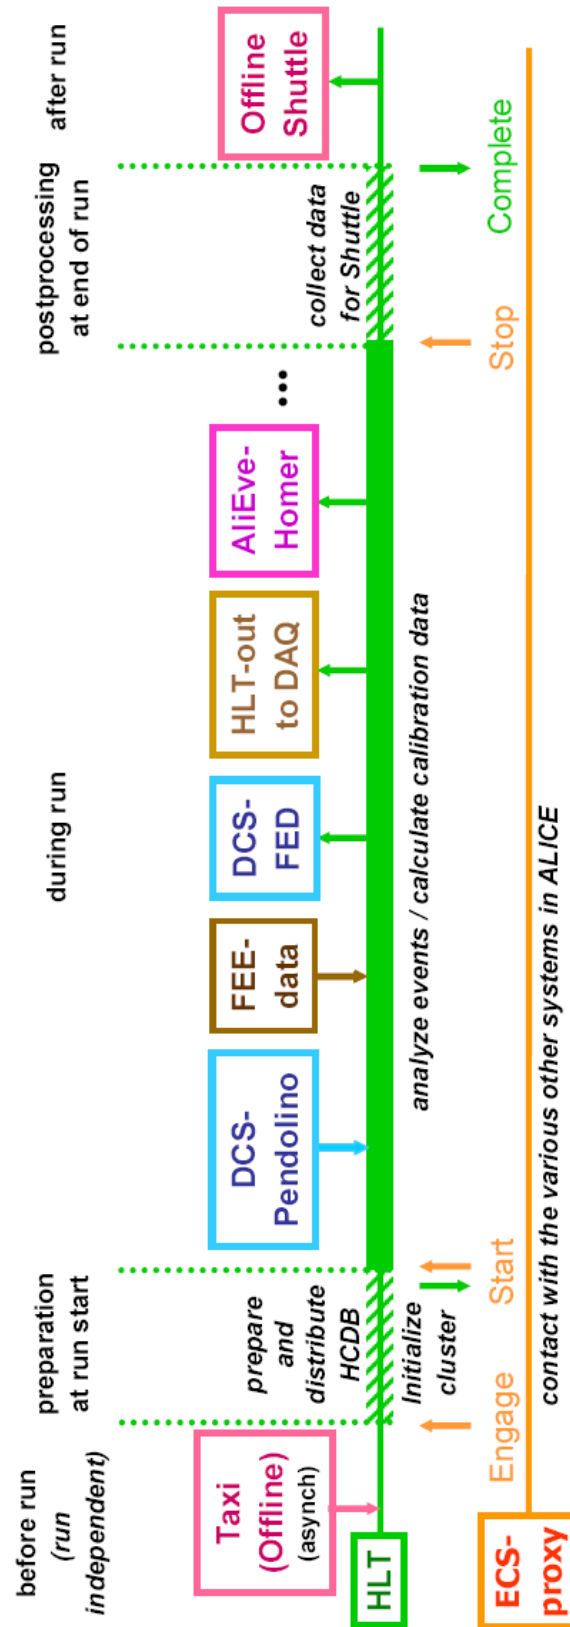 before run
(run
independent)
preparation
at run start
during run
postprocessing
at end of run
after run
Taxi
(Offline)
(asynch)
prepare
and
distribute
HCDB
DCS-
Pendolino
FEE-
data
DCS-
FED
HLT-out
to DAQ
AliEve-
Homer
...
collect data
for Shuttle
Offline
Shuttle
HLT
Initialize
cluster
analyze events / calculate calibration data
Engage
Start
Stop
Complete
ECS-
proxy
contact with the various other systems in ALICE